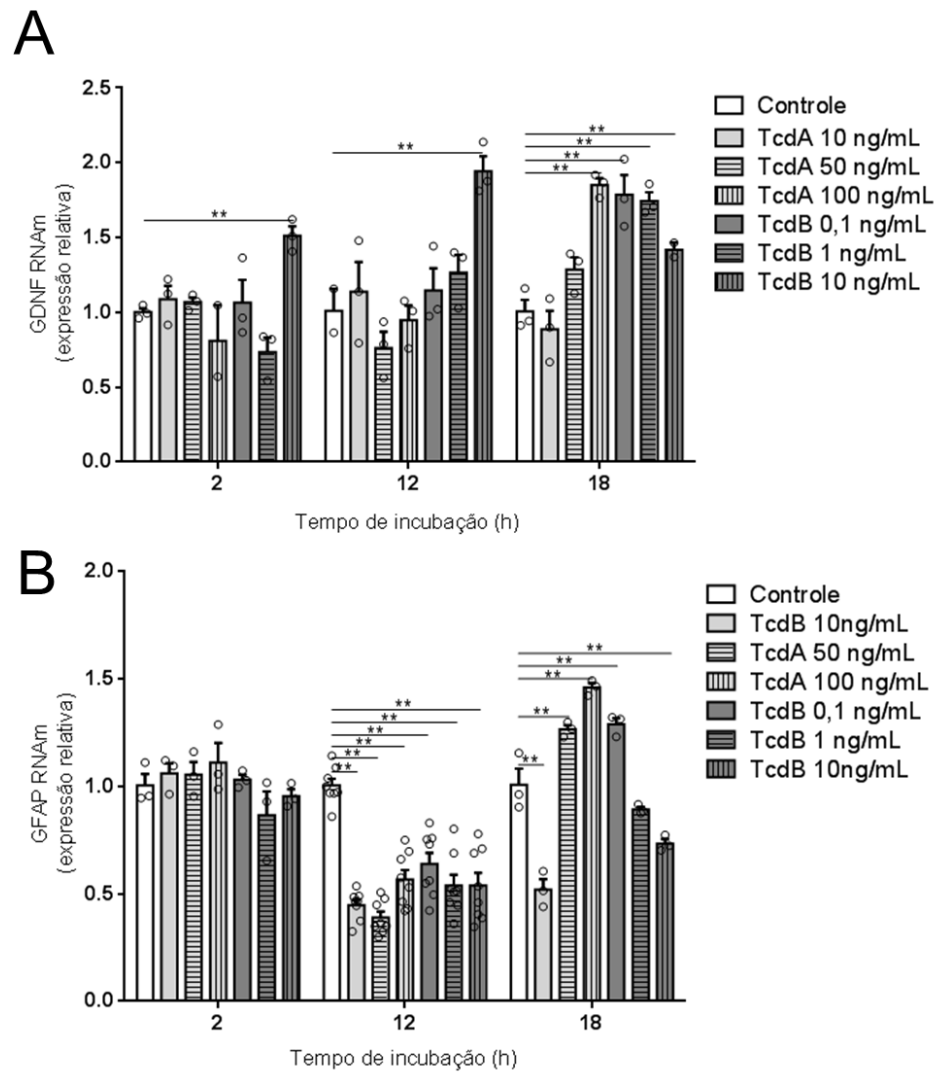 A
2.5
2.0
1.5
1.0
0.5
0.0
GDNF RNAm
(expressão relativa)
**
**
**
**
**
**
2
12
18
Tempo de incubação (h)
Controle
TcdA 10 ng/mL
TcdA 50 ng/mL
TcdA 100 ng/mL
TcdB 0,1 ng/mL
TcdB 1 ng/mL
TcdB 10 ng/mL
B
2.0
1.5
1.0
0.5
0.0
GFAP RNAm
(expressão relativa)
**
**
**
**
**
**
**
**
**
**
**
2
12
18
Tempo de incubação (h)
Controle
TcdB 10ng/mL
TcdA 50 ng/mL
TcdA 100 ng/mL
TcdB 0,1 ng/mL
TcdB 1 ng/mL
TcdB 10ng/mL